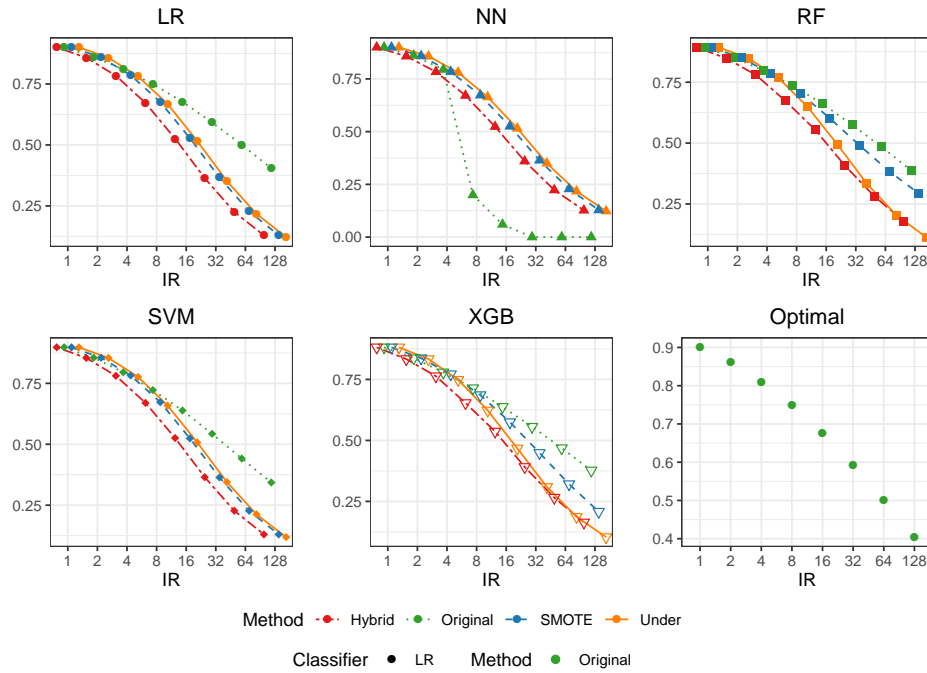 LR NN RF
0.75
0.50
0.25
1 2 4 8 16 32 64 128
IR
0.75
0.50
0.25
0.00
1 2 4 8 16 32 64 128
IR
0.75
0.50
0.25
1 2 4 8 16 32 64 128
IR
SVM XGB Optimal
0.75
0.50
0.25
1 2 4 8 16 32 64 128
IR
0.75
0.50
0.25
1 2 4 8 16 32 64 128
IR
0.9
0.8
0.7
0.6
0.5
0.4
1 2 4 8 16 32 64 128
IR
Method Hybrid Original SMOTE Under
Classifier LR Method Original